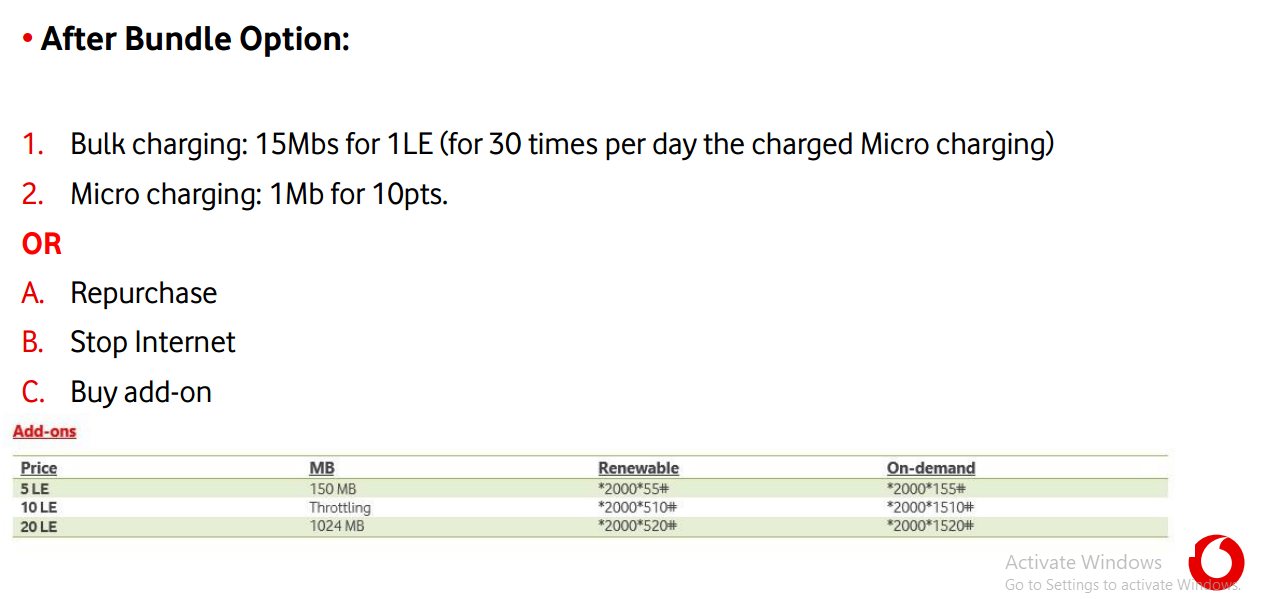 • After Bundle Option:
1. Bulk charging: 15Mbs for 1LE (for 30 times per day the charged Micro charging)
2. Micro charging: 1Mb for 10pts.
OR
A. Repurchase
B. Stop Internet
C. Buy add-on
Add-ons
Price MB Renewable On-demand
5 LE 150 MB *2000*55# *2000*155#
10 LE Throttling *2000*510# *2000*1510#
20 LE 1024 MB *2000*520# *2000*1520#
Activate Windows
Go to Settings to activate Windows.